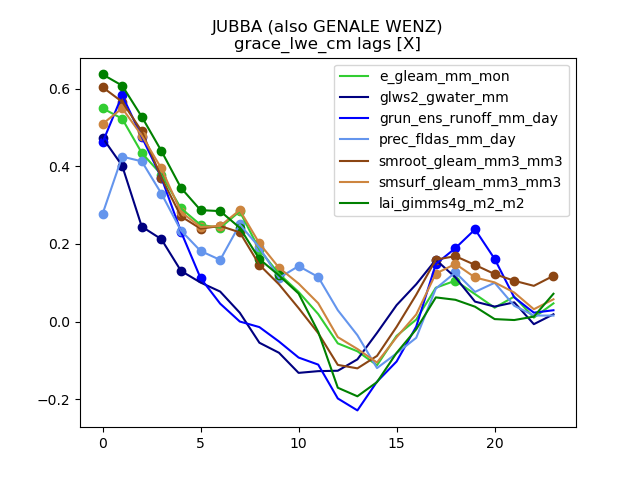 JUBBA (also GENALE WENZ)
grace_lwe_cm lags [X]
e_gleam_mm_mon
glws2_gwater_mm
grun_ens_runoff_mm_day
prec_fldas_mm_day
smroot_gleam_mm3_mm3
smsurf_gleam_mm3_mm3
lai_gimms4g_m2_m2
0.6
0.4
0.2
0.0
−0.2
0 5 10 15 20